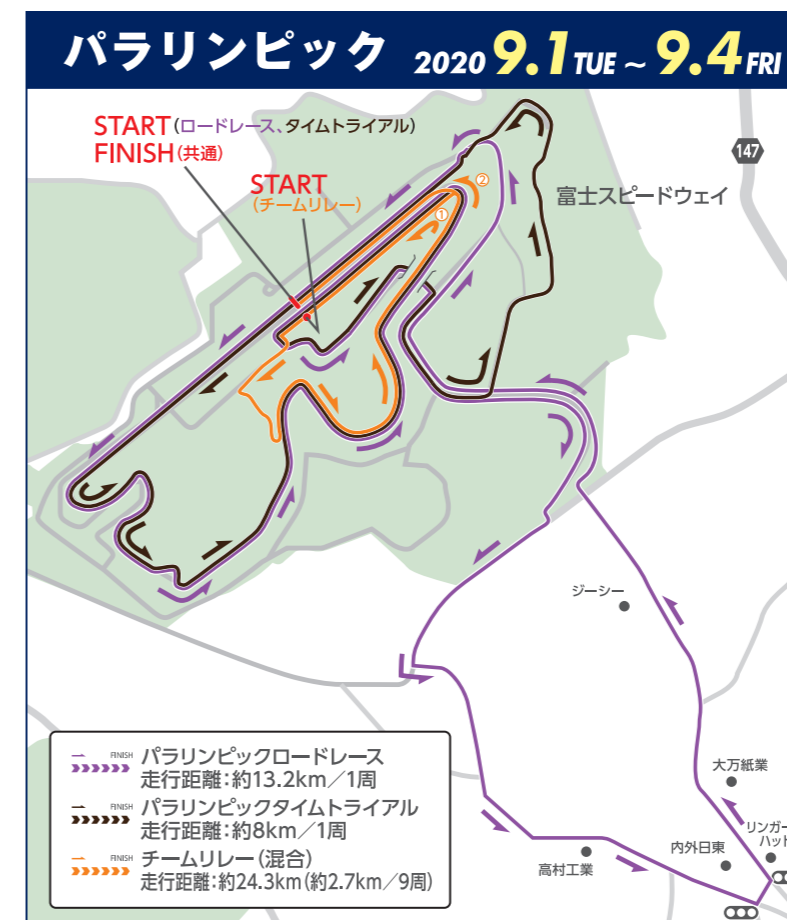 パラリンピック 2020 9.1 TUE ~ 9.4 FRI
START (ロードレース、タイムトライアル)
FINISH (共通)
START
(チームリレー)
147
富士スピードウェイ
②
①
ジーシー
大万紙業
リンガー
ハット
内外日東
高村工業
FINISH パラリンピックロードレース
走行距離:約13.2km/1周
FINISH パラリンピックタイムトライアル
走行距離:約8km/1周
FINISH チームリレー(混合)
走行距離:約24.3km(約2.7km/9周)